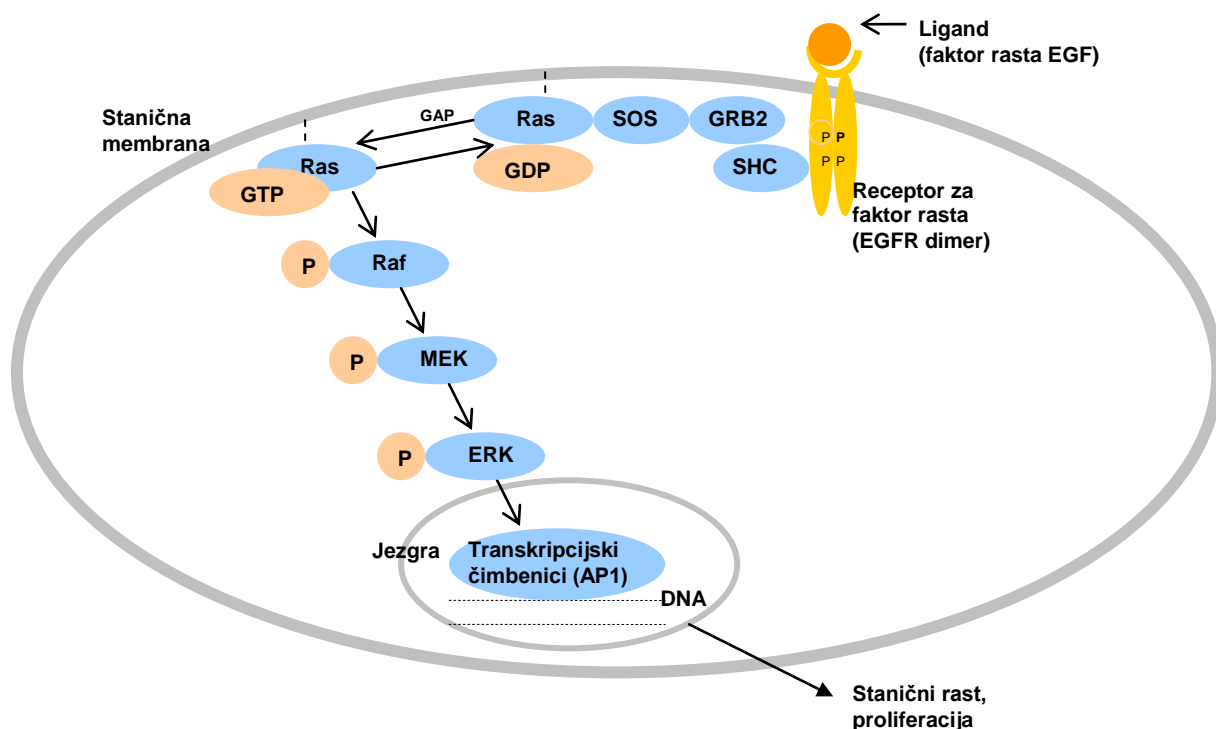 Ligand
(faktor rasta EGF)
Stanična
membrana
GAP
Ras
SOS
GRB2
P P
P P
SHC
Ras
GTP
GDP
Receptor za
faktor rasta
(EGFR dimer)
P
Raf
P
MEK
P
ERK
Jezgra
Transkripcijski
čimbenici (AP1)
DNA
Stanični rast,
proliferacija